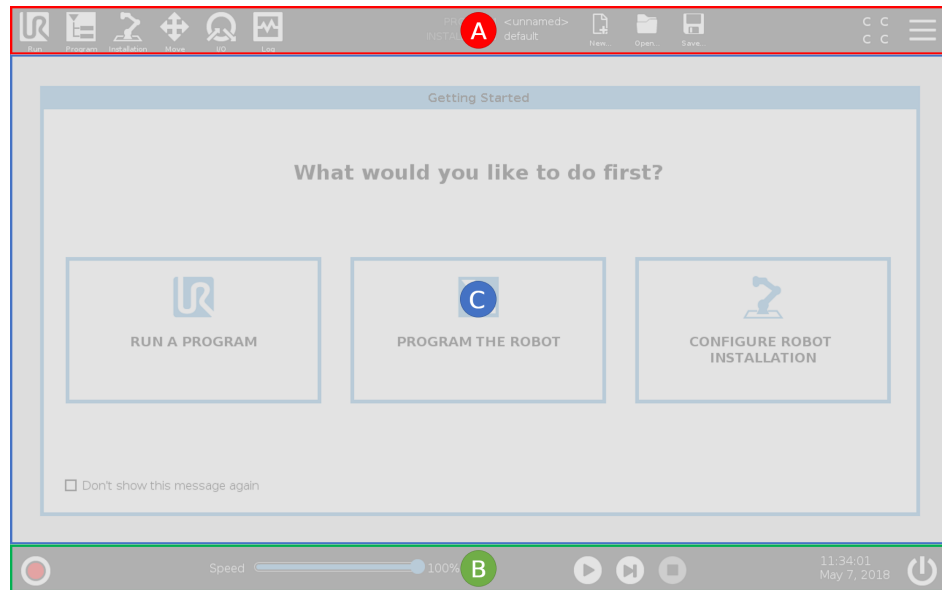 PR
<unnamed>
INSTAL
default
A
C C
C C
Run
Program
Installation
Move
I/O
Log
New...
Open...
Save...
Getting Started
What would you like to do first?
C
RUN A PROGRAM
PROGRAM THE ROBOT
CONFIGURE ROBOT
INSTALLATION
Don't show this message again
Speed
100%
B
11:34:01
May 7, 2018